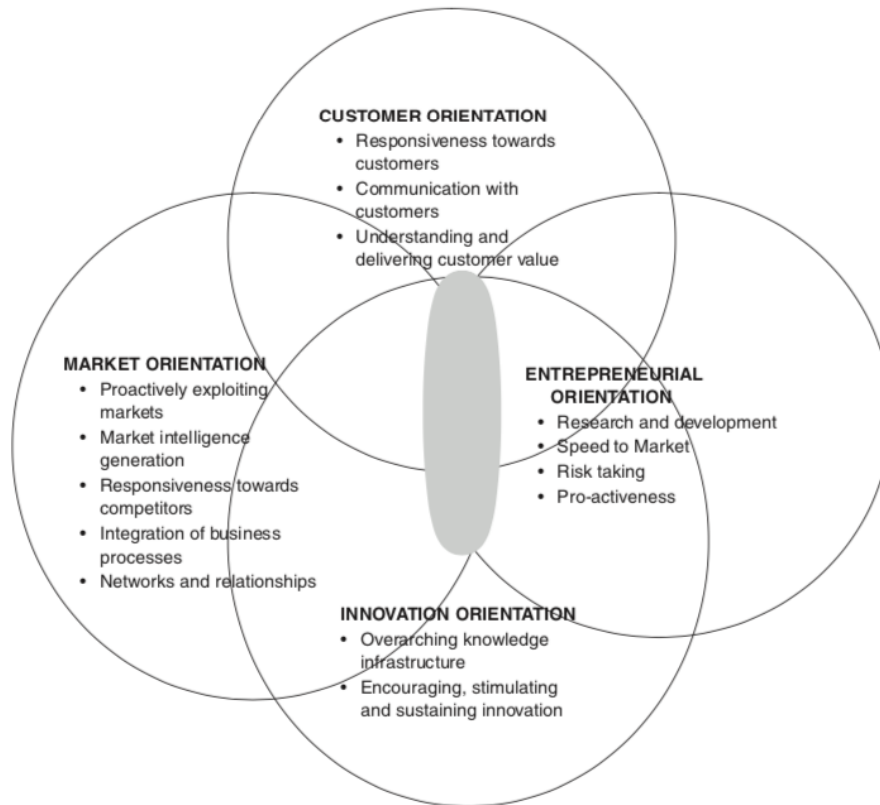 CUSTOMER ORIENTATION
• Responsiveness towards
customers
• Communication with
customers
• Understanding and
delivering customer value
MARKET ORIENTATION
• Proactively exploiting
markets
• Market intelligence
generation
• Responsiveness towards
competitors
• Integration of business
processes
• Networks and relationships
ENTREPRENEURIAL
ORIENTATION
• Research and development
• Speed to Market
• Risk taking
• Pro-activeness
INNOVATION ORIENTATION
• Overarching knowledge
infrastructure
• Encouraging, stimulating
and sustaining innovation